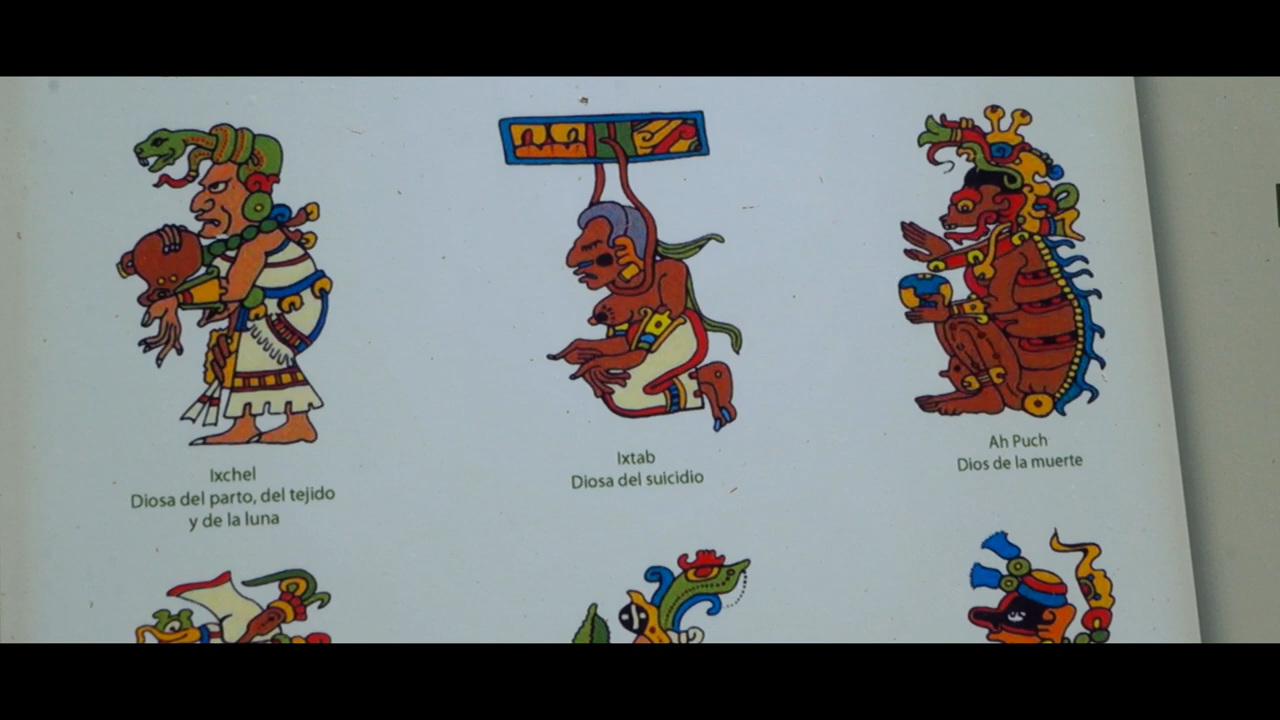 Ixchel
Diosa del parto, del tejido
y de la luna
Ixtab
Diosa del suicidio
Ah Puch
Dios de la muerte